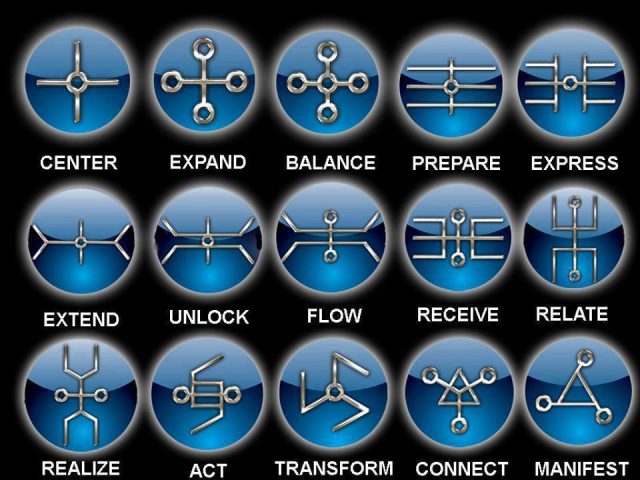 CENTER EXPAND BALANCE PREPARE EXPRESS
EXTEND UNLOCK FLOW RECEIVE RELATE
REALIZE ACT TRANSFORM CONNECT MANIFEST